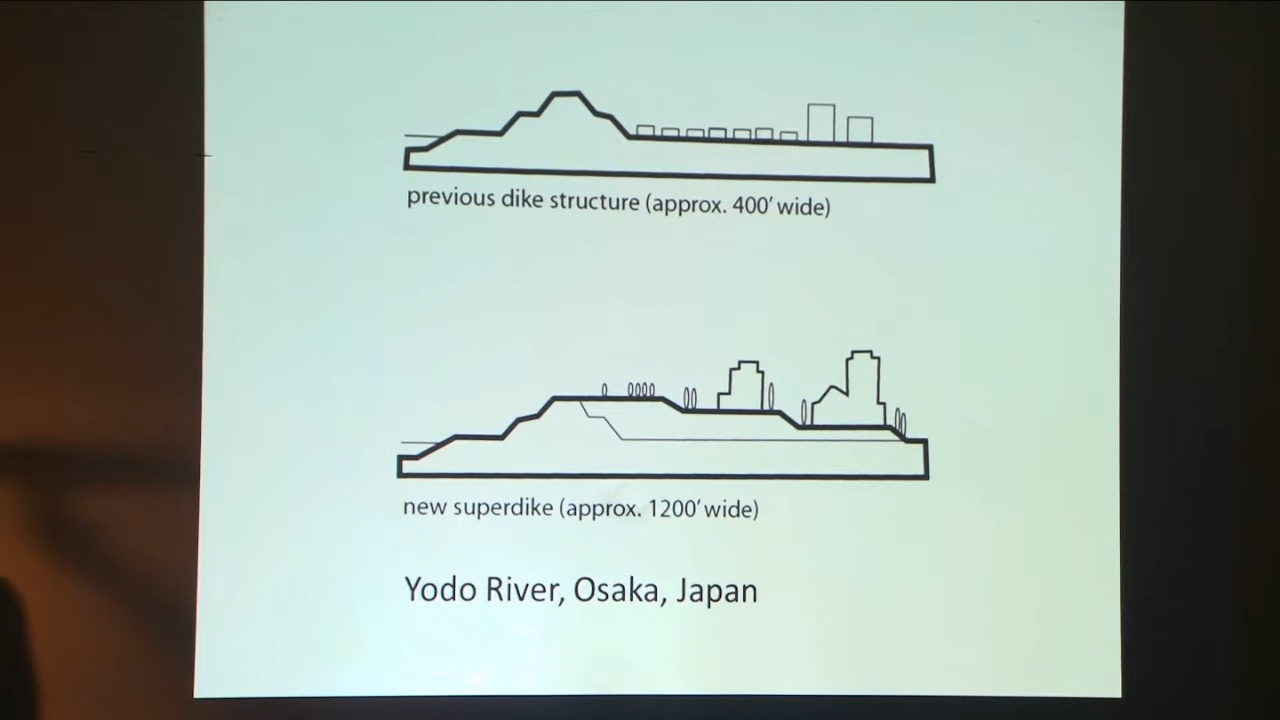 previous dike structure (approx. 400' wide)
new superdike (approx. 1200' wide)
Yodo River, Osaka, Japan